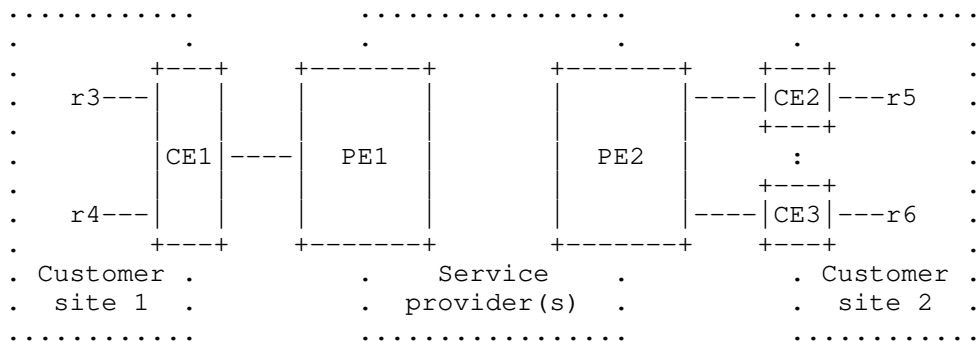 ............ ................. ............
. . . . . .
. +---+ +-------+ +-------+ +---+ .
. r3---| | | | | |----|CE2|---r5 .
. | | | | | | +---+ .
. |CE1|----| PE1 | | PE2 | : .
. | | | | | | +---+ .
. r4---| | | | | |----|CE3|---r6 .
. +---+ +-------+ +-------+ +---+ .
. Customer . . Service . . Customer .
. site 1 . . provider(s) . . site 2 .
............ ................. ............